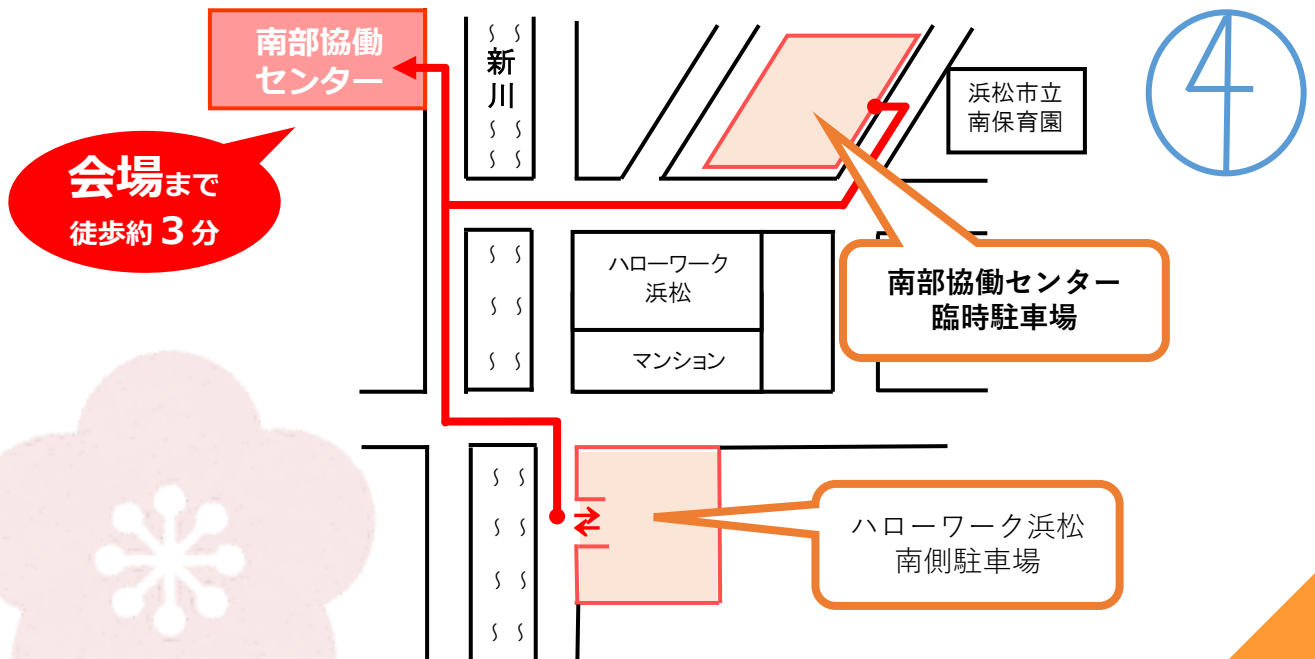 南部協働
センター
新
川
浜松市立
南保育園
会場まで
徒歩約３分
ハローワーク
浜松
マンション
南部協働センター
臨時駐車場
ハローワーク浜松
南側駐車場